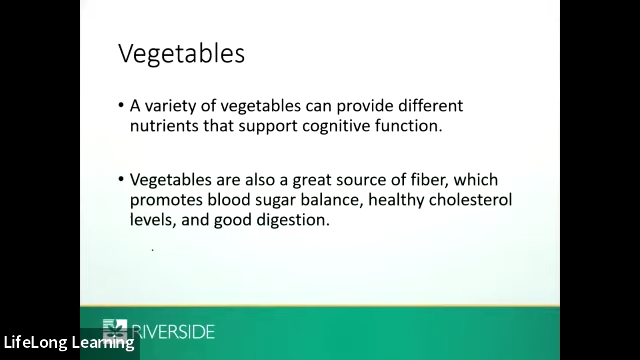 Vegetables
• A variety of vegetables can provide different
nutrients that support cognitive function.
• Vegetables are also a great source of fiber, which
promotes blood sugar balance, healthy cholesterol
levels, and good digestion.
RIVERSIDE
LifeLong Learning